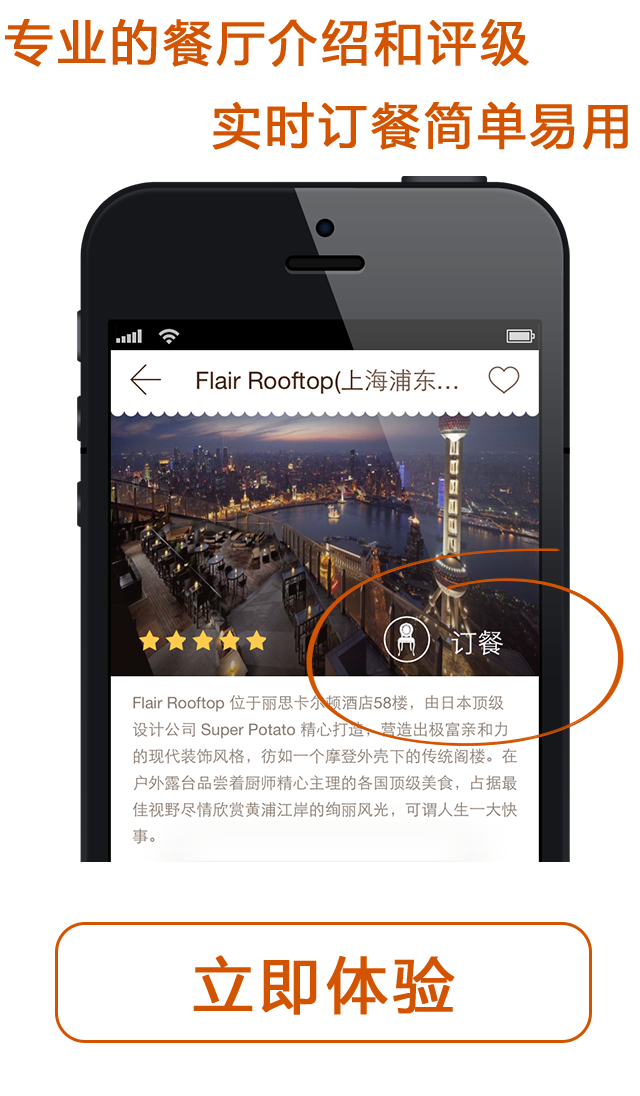 专业的餐厅介绍和评级
实时订餐简单易用
Flair Rooftop(上海浦东...
订餐
Flair Rooftop 位于丽思卡尔顿酒店58楼，由日本顶级
设计公司 Super Potato 精心打造，营造出极富亲和力
的现代装饰风格，彷如一个摩登外壳下的传统阁楼。在
户外露台品尝着厨师精心主理的各国顶级美食，占据最
佳视野尽情欣赏黄浦江岸的绚丽风光，可谓人生一大快
事。
立即体验